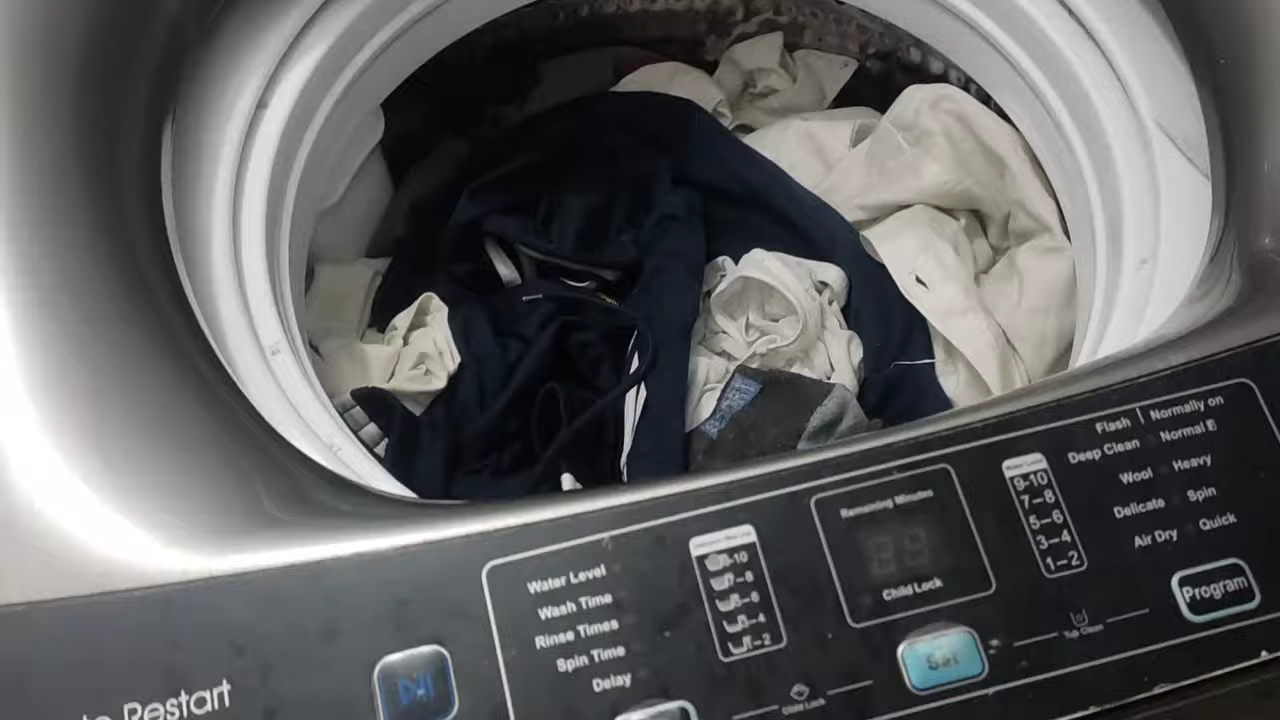 Flash | Normally on
Deep Clean Normal
Wool Heavy
Delicate Spin
Air Dry Quick
Program
9-10
7-8
5-6
3-4
1-2
Remaining Minutes
Child Lock
Water Level
Wash Time
Rinse Times
Spin Time
Delay
Child Lock
Restart